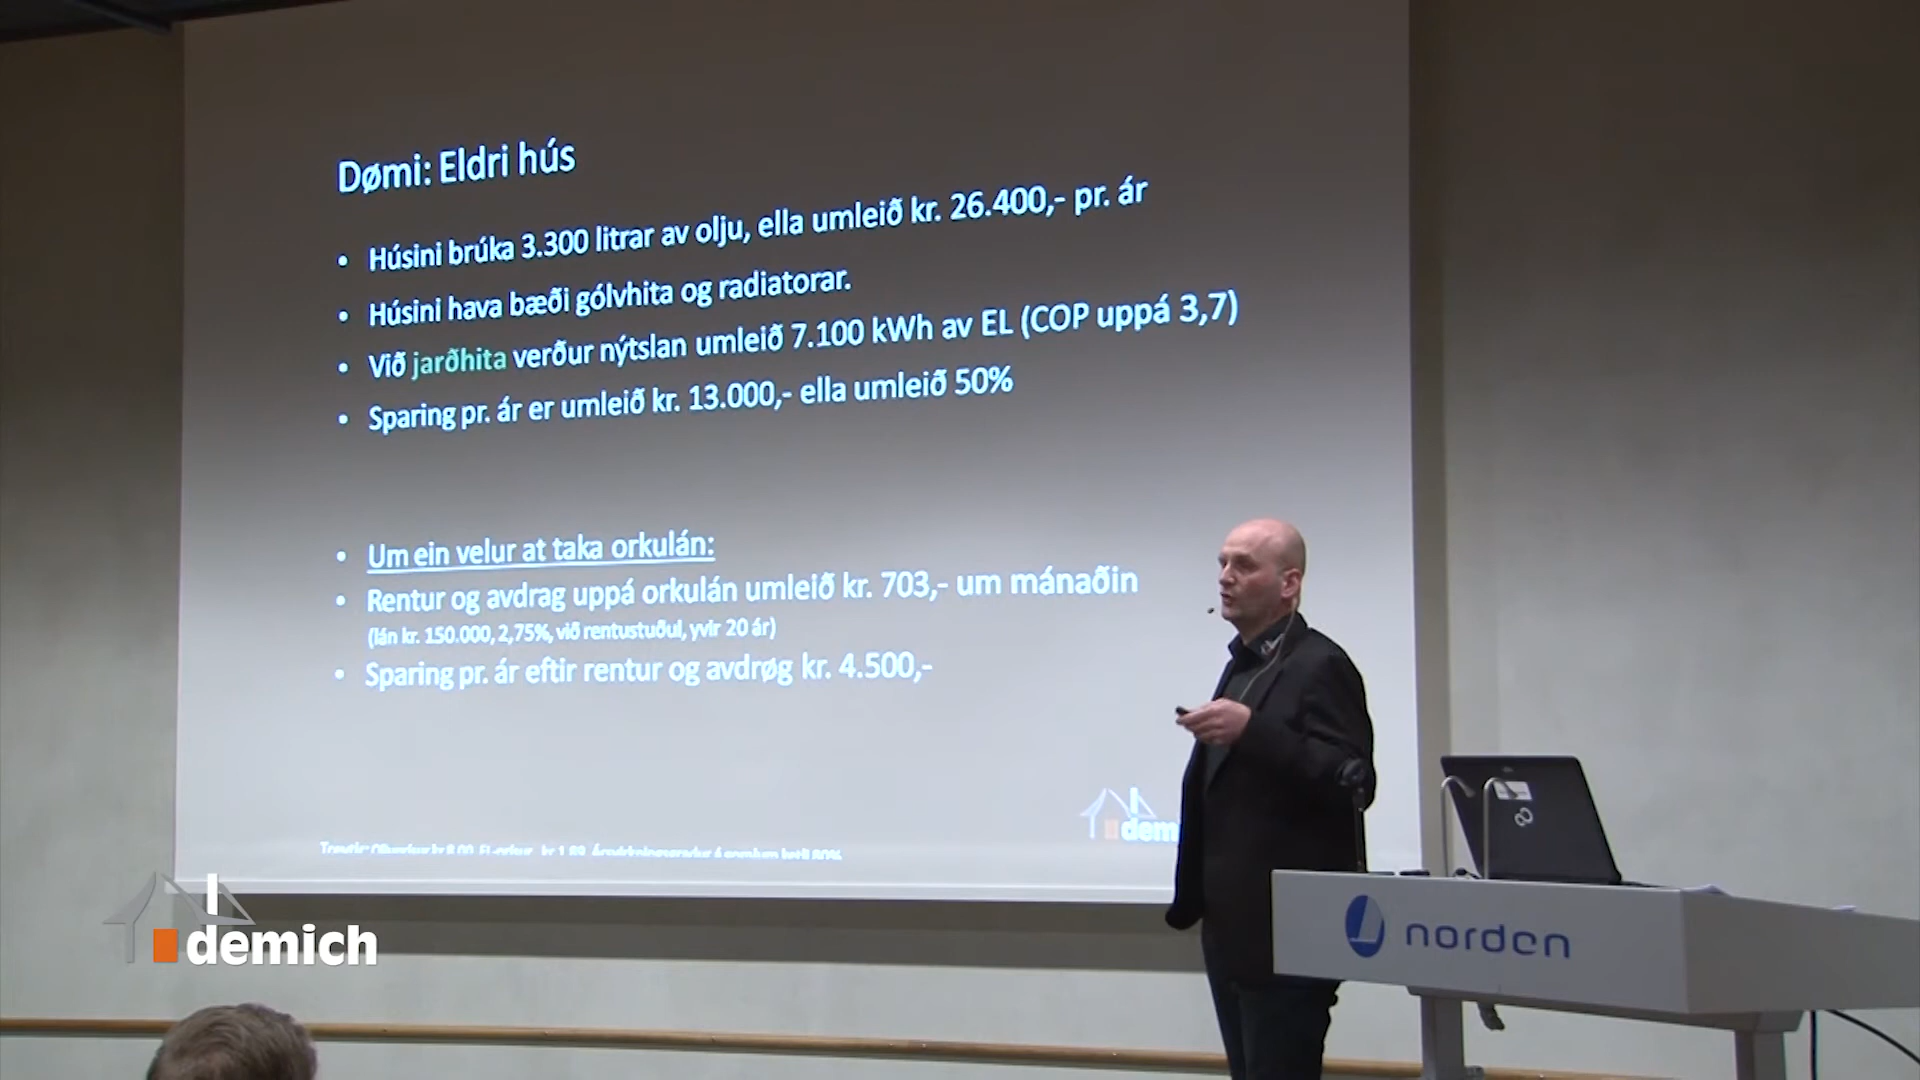 Dømi: Eldri hús
• Húsini brúka 3.300 litrar av olju, ella umleið kr. 26.400,- pr. ár
• Húsini hava bæði gólvhita og radiatorar.
• Við jarðhita verður nýtslan umleið 7.100 kWh av EL (COP uppá 3,7)
• Sparing pr. ár er umleið kr. 13.000,- ella umleið 50%
• Um ein velur at taka orkulán:
• Rentur og avdrag uppá orkulán umleið kr. 703,- um mánaðin
(lán kr. 150.000, 2,75%, við rentustuðul, yvir 20 ár)
• Sparing pr. ár eftir rentur og avdrøg kr. 4.500,-
dem
demich
norden